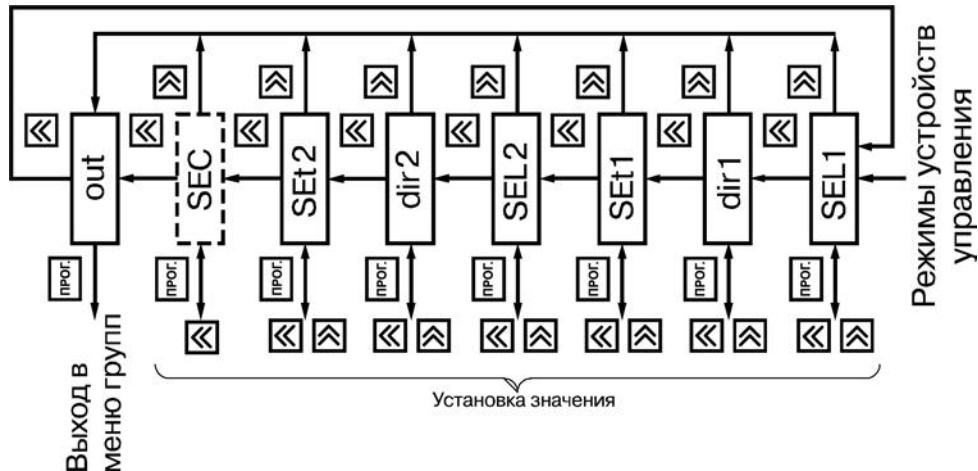 out
SEC
SEt2
dir2
SEL2
SEt1
dir1
SEL1
Режимы устройств
управления
прог.
прог.
прог.
прог.
прог.
прог.
прог.
прог.
Выход в
меню групп
Установка значения